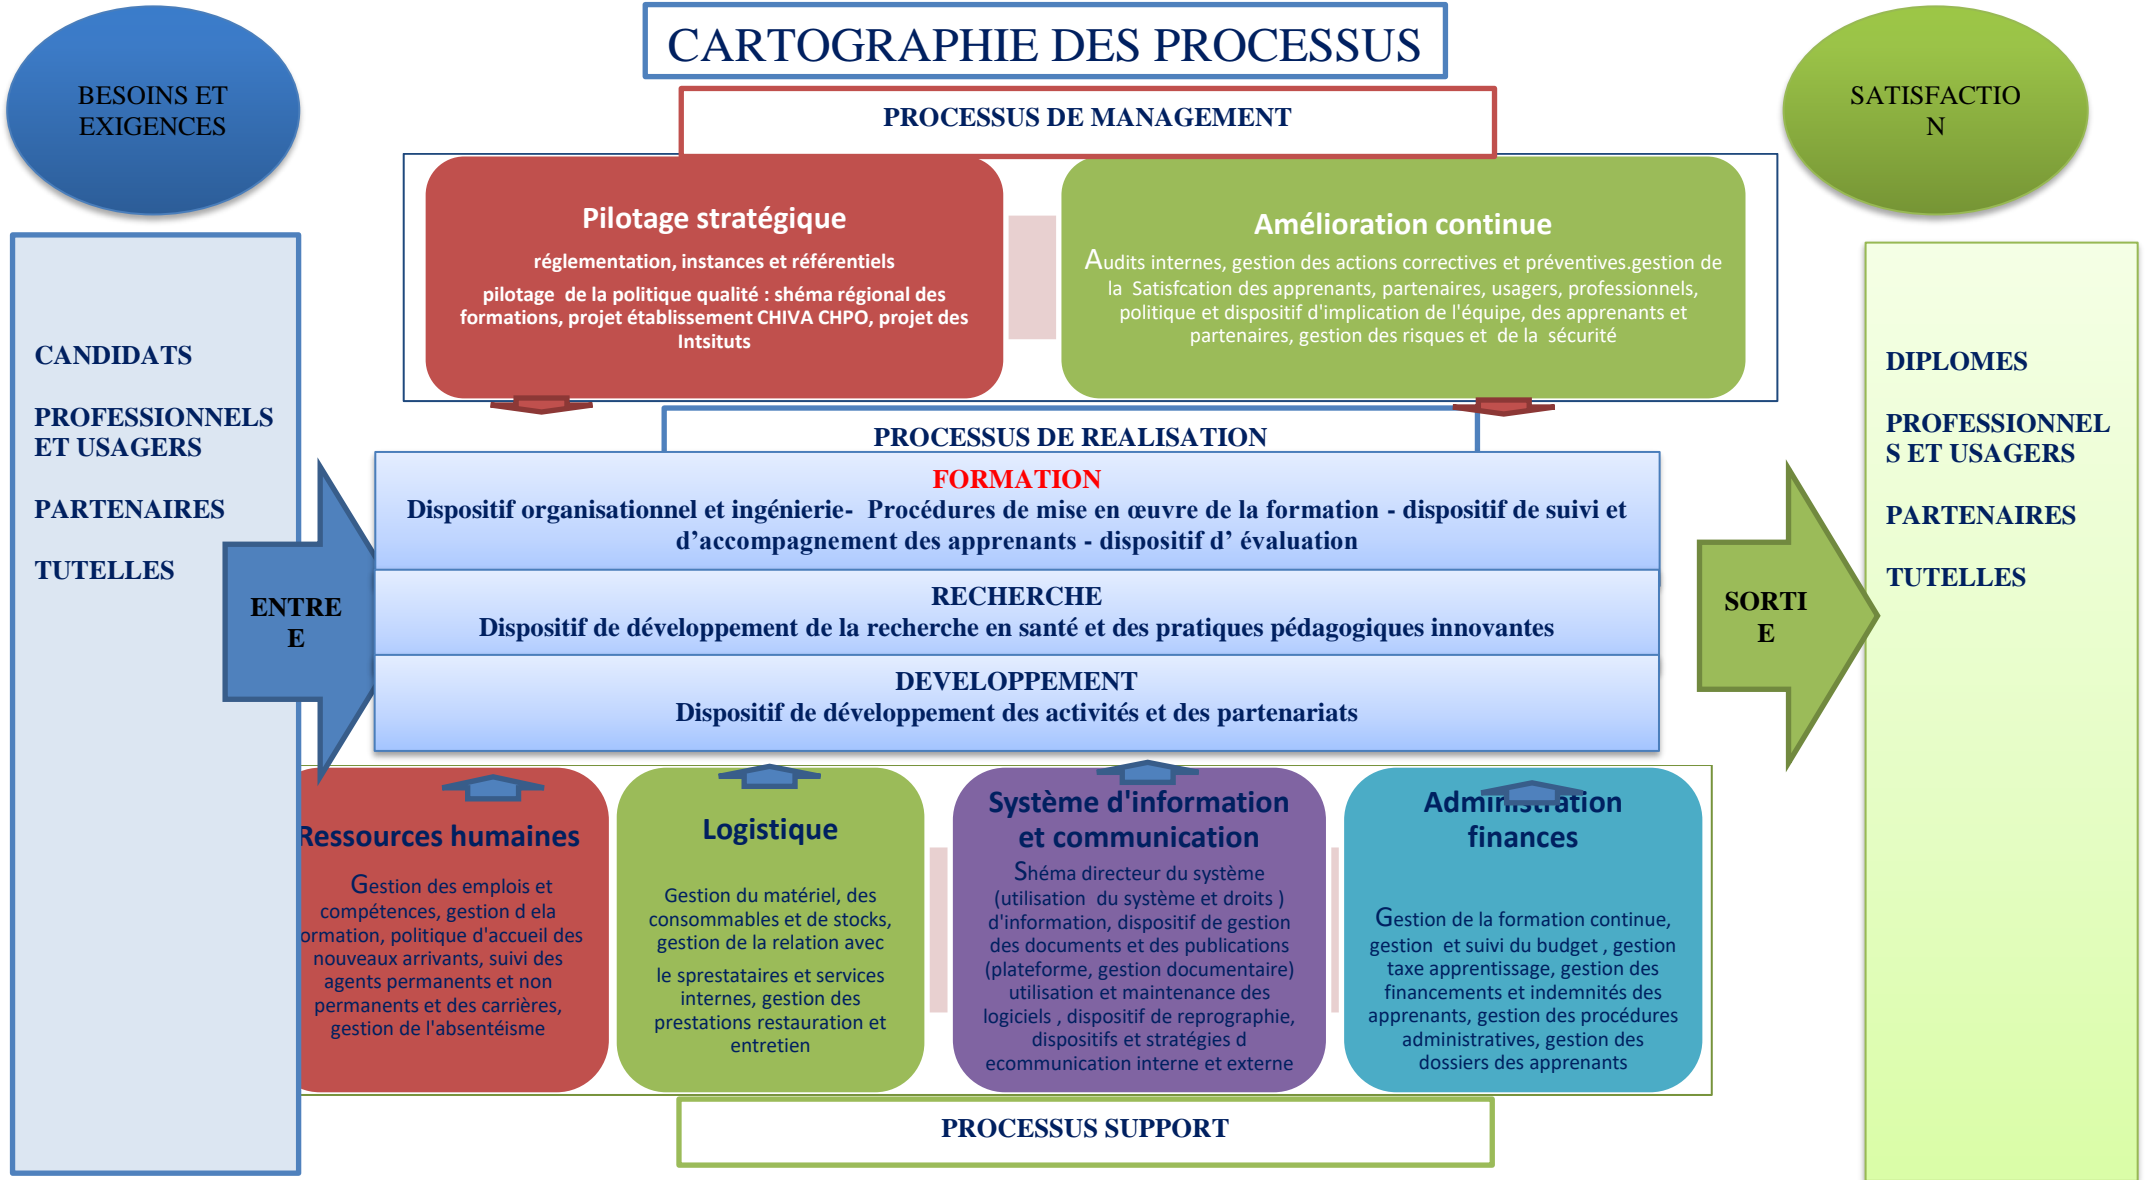 CARTOGRAPHIE DES PROCESSUS
BESOINS ET
EXIGENCES
SATISFACTIO
N
PROCESSUS DE MANAGEMENT
Pilotage stratégique
réglementation, instances et référentiels
pilotage de la politique qualité : shéma régional des
formations, projet établissement CHIVA CHPO, projet des
Intsituts
Amélioration continue
Audits internes, gestion des actions correctives et préventives.gestion de
la Satisfcation des apprenants, partenaires, usagers, professionnels,
politique et dispositif d'implication de l'équipe, des apprenants et
partenaires, gestion des risques et de la sécurité
CANDIDATS
PROFESSIONNELS
ET USAGERS
PARTENAIRES
TUTELLES
ENTRE
E
PROCESSUS DE REALISATION
FORMATION
Dispositif organisationnel et ingénierie- Procédures de mise en œuvre de la formation - dispositif de suivi et
d’accompagnement des apprenants - dispositif d’ évaluation
RECHERCHE
Dispositif de développement de la recherche en santé et des pratiques pédagogiques innovantes
DEVELOPPEMENT
Dispositif de développement des activités et des partenariats
SORTI
E
DIPLOMES
PROFESSIONNEL
S ET USAGERS
PARTENAIRES
TUTELLES
Ressources humaines
Gestion des emplois et
compétences, gestion d ela
ormation, politique d'accueil des
nouveaux arrivants, suivi des
agents permanents et non
permanents et des carrières,
gestion de l'absentéisme
Logistique
Gestion du matériel, des
consommables et de stocks,
gestion de la relation avec
le sprestataires et services
internes, gestion des
prestations restauration et
entretien
Système d'information
et communication
Shéma directeur du système
(utilisation du système et droits )
d'information, dispositif de gestion
des documents et des publications
(plateforme, gestion documentaire)
utilisation et maintenance des
logiciels , dispositif de reprographie,
dispositifs et stratégies d
ecommunication interne et externe
Administration
finances
Gestion de la formation continue,
gestion et suivi du budget , gestion
taxe apprentissage, gestion des
financements et indemnités des
apprenants, gestion des procédures
administratives, gestion des
dossiers des apprenants
PROCESSUS SUPPORT